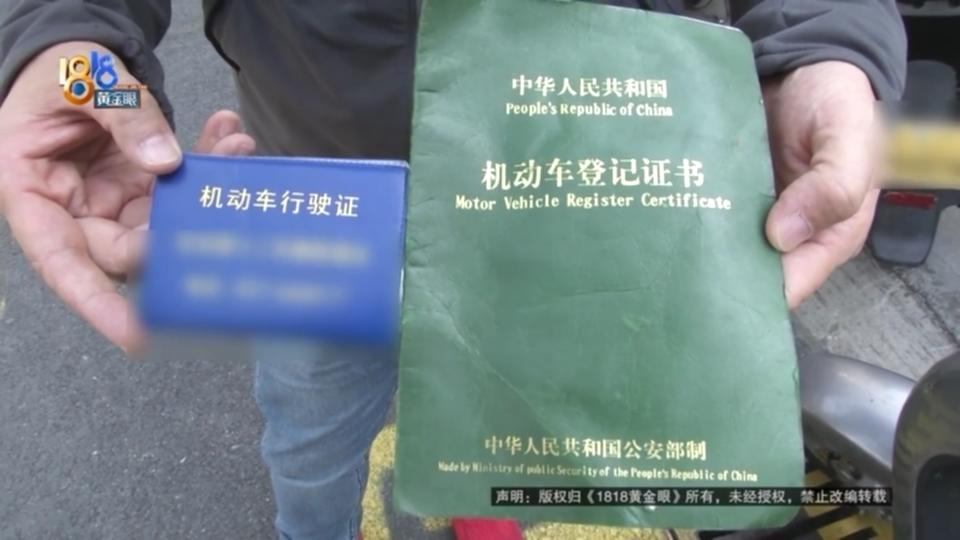 1818
黄金眼
机动车行驶证
中华人民共和国
People's Republic of China
机动车登记证书
Motor Vehicle Register Certificate
中华人民共和国公安部制
Made by Ministry of public Security of the People's Republic of China
声明：版权归《1818黄金眼》所有，未经授权，禁止改编转载